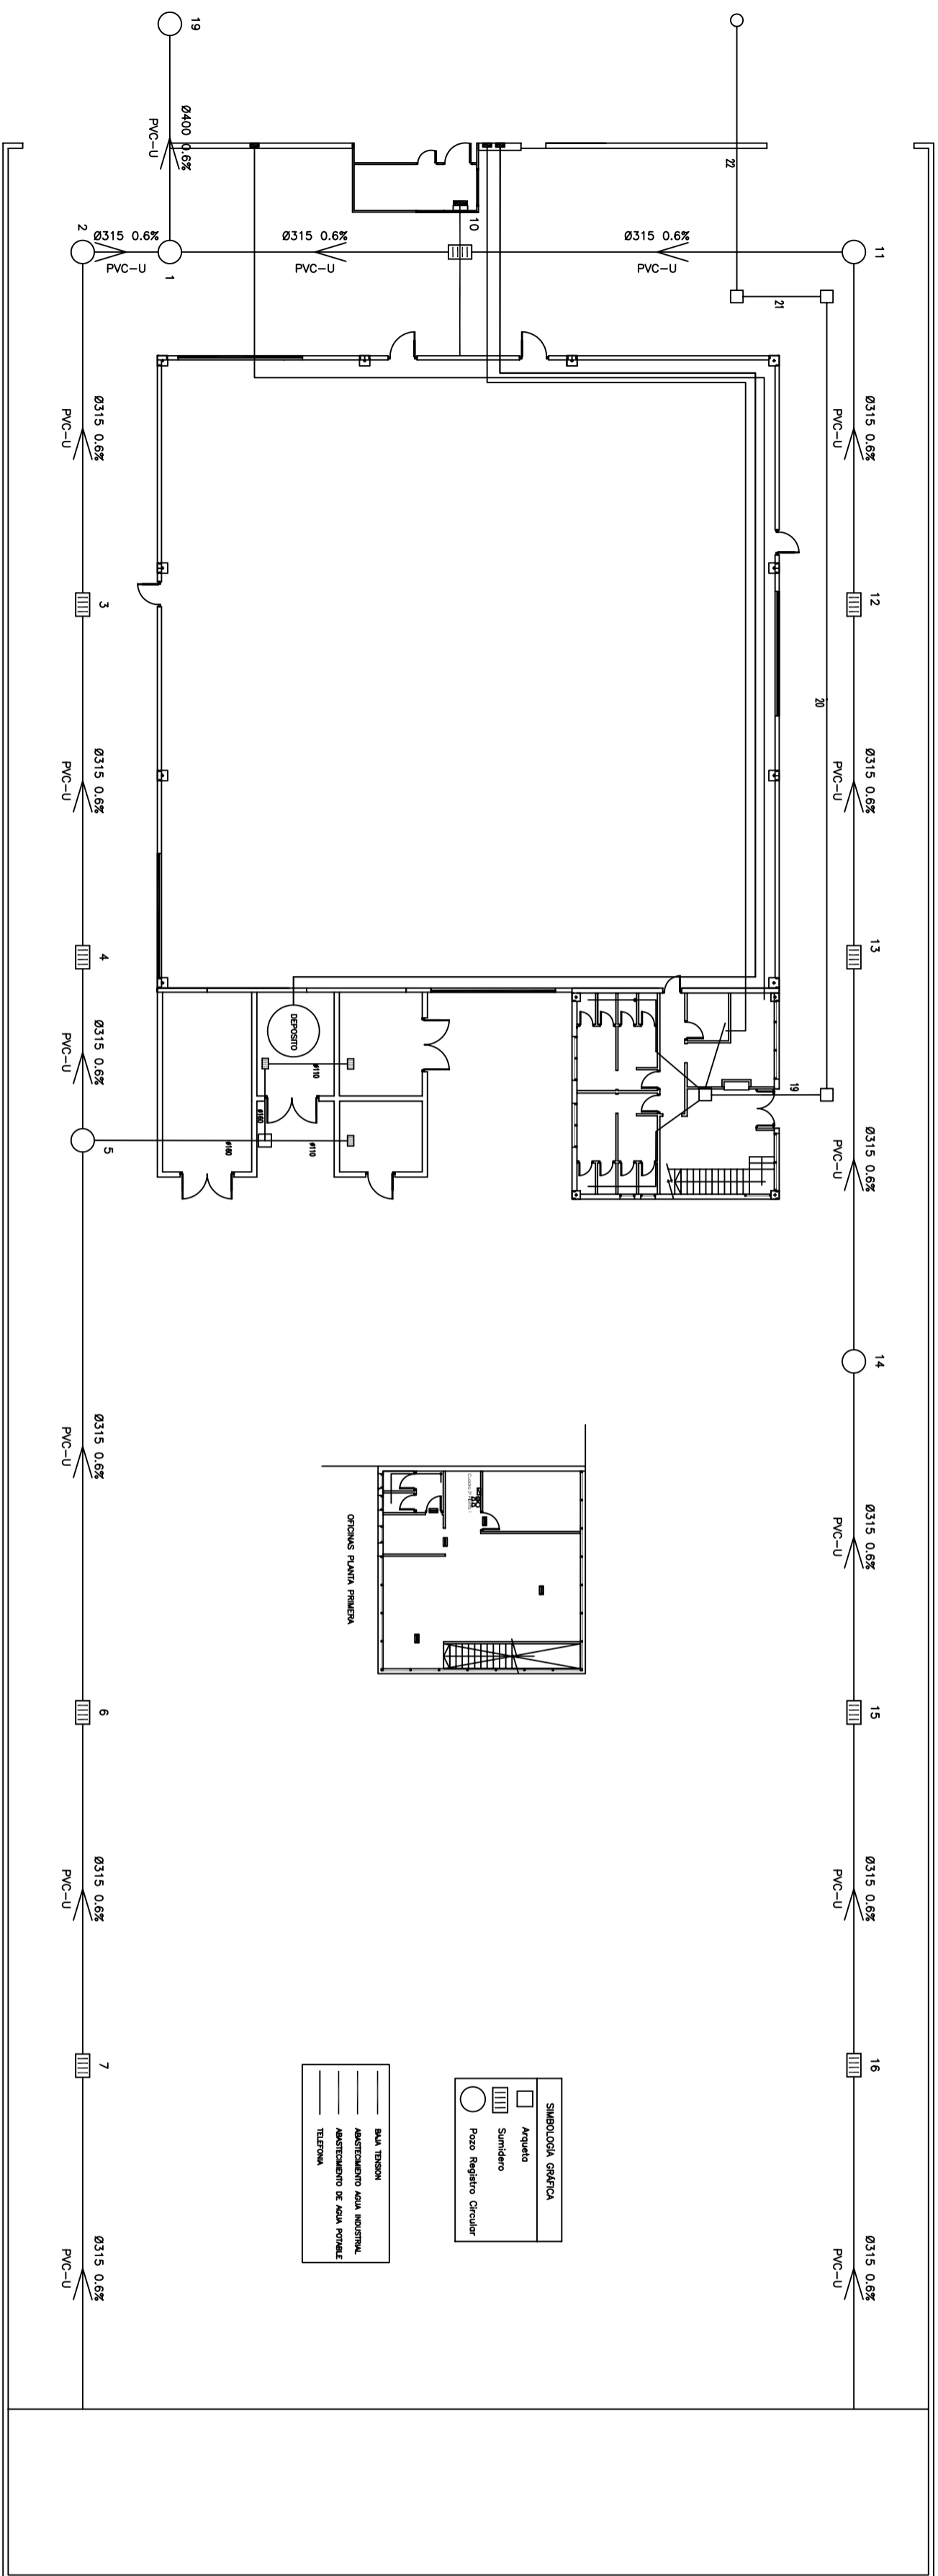 19
Ø400 0.6%
PVC-U
22
2
Ø315 0.6%
PVC-U
1
Ø315 0.6%
PVC-U
10
Ø315 0.6%
PVC-U
11
21
Ø315 0.6%
PVC-U
Ø315 0.6%
PVC-U
3
12
20
Ø315 0.6%
PVC-U
Ø315 0.6%
PVC-U
4
13
Ø315 0.6%
PVC-U
DEPOSITO
ø110
19
ø160
5
ø160
ø110
Ø315 0.6%
PVC-U
14
Ø315 0.6%
PVC-U
OFICINAS PLANTA PRIMERA
Ø315 0.6%
PVC-U
6
15
Ø315 0.6%
PVC-U
Ø315 0.6%
PVC-U
7
16
SIMBOLOGÍA GRÁFICA
Arqueta
Sumidero
Pozo Registro Circular
BAJA TENSION
ABASTECIMIENTO AGUA INDUSTRIAL
ABASTECIMIENTO DE AGUA POTABLE
TELEFONIA
Ø315 0.6%
PVC-U
Ø315 0.6%
PVC-U